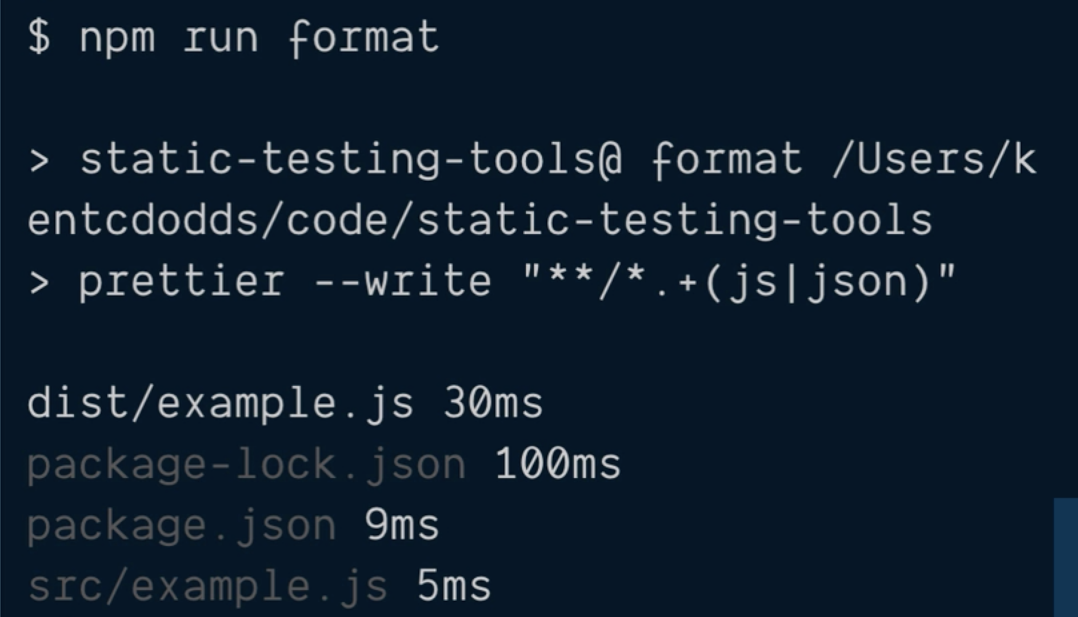 $ npm run format
> static-testing-tools@ format /Users/k
entcdodds/code/static-testing-tools
> prettier --write "**/*.+(js|json)"
dist/example.js 30ms
package-lock.json 100ms
package.json 9ms
src/example.js 5ms